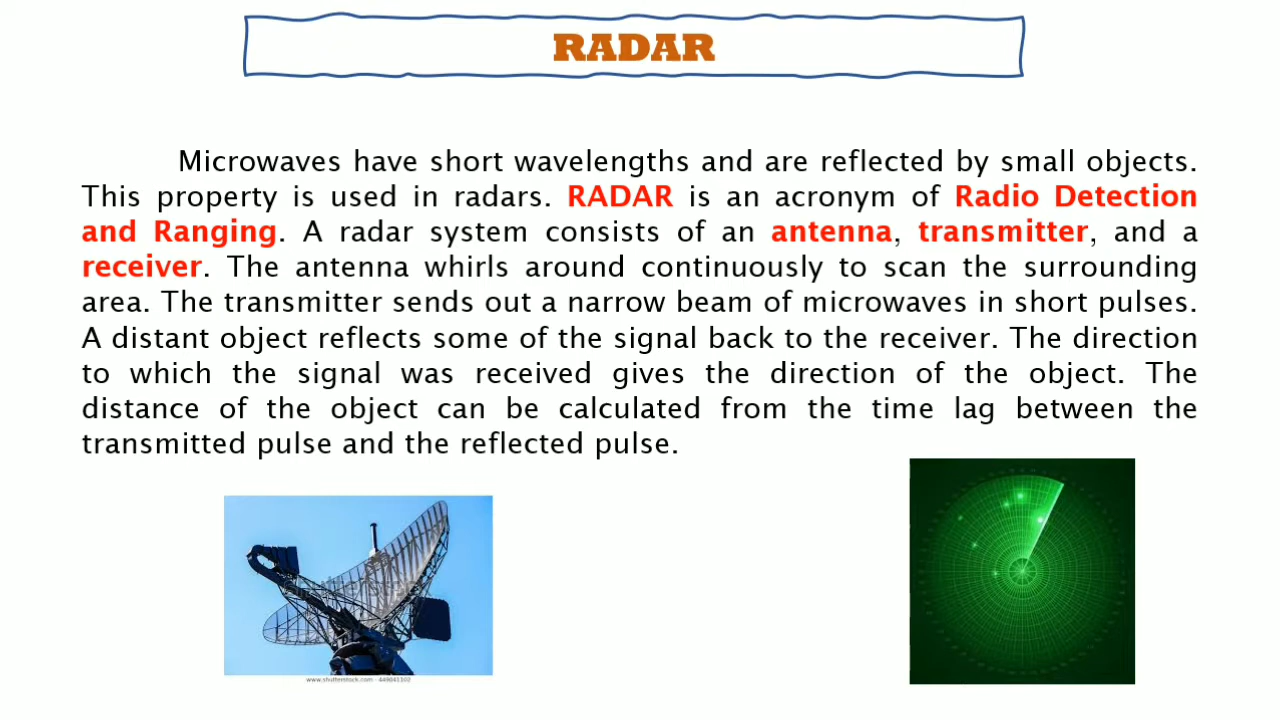 RADAR
Microwaves have short wavelengths and are reflected by small objects.
This property is used in radars. RADAR is an acronym of Radio Detection
and Ranging. A radar system consists of an antenna, transmitter, and a
receiver. The antenna whirls around continuously to scan the surrounding
area. The transmitter sends out a narrow beam of microwaves in short pulses.
A distant object reflects some of the signal back to the receiver. The direction
to which the signal was received gives the direction of the object. The
distance of the object can be calculated from the time lag between the
transmitted pulse and the reflected pulse.
shutterstock
www.shutterstock.com · 449641102